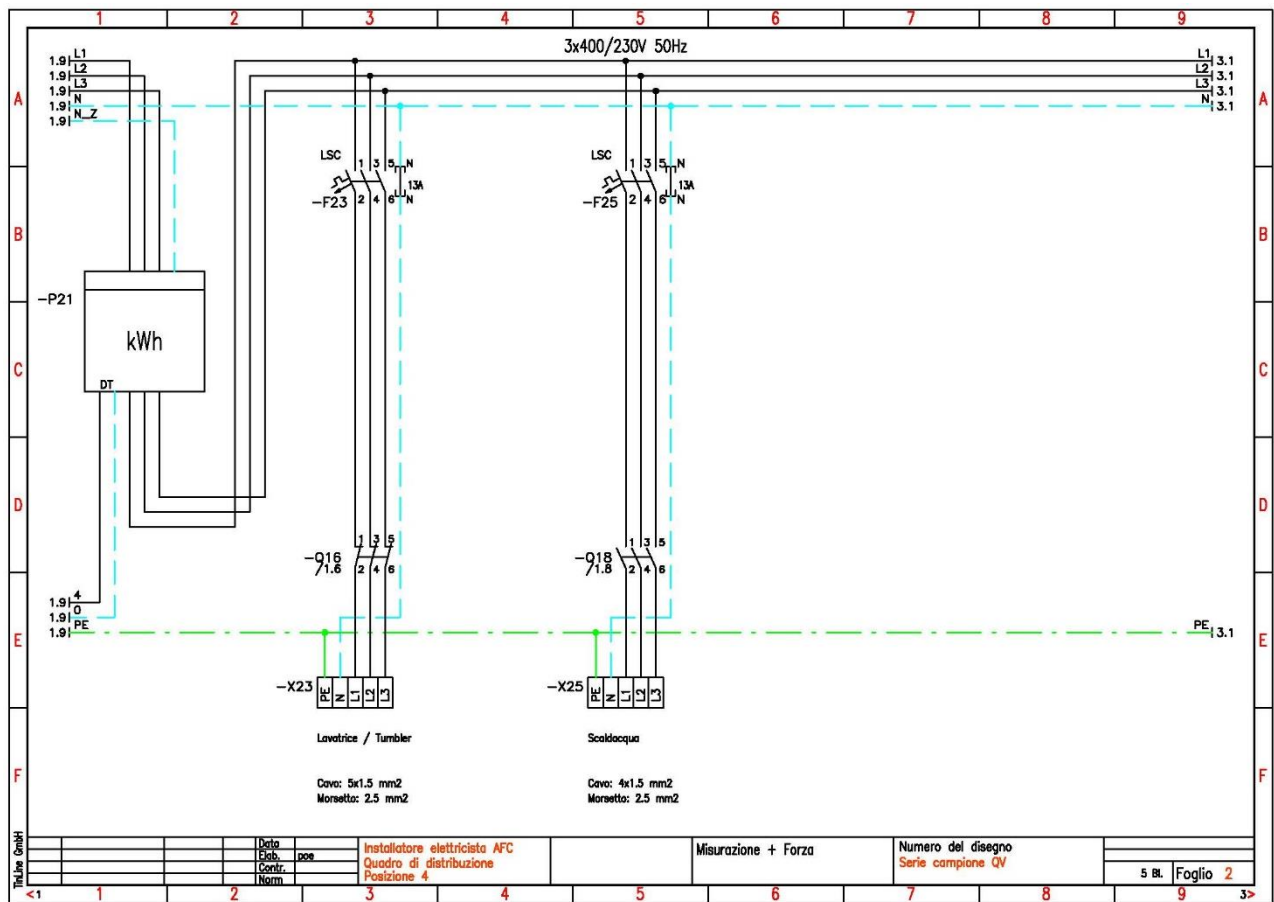 1 2 3 4 5 6 7 8 9
3x400/230V 50Hz
1.9 L1
1.9 L2
1.9 L3
1.9 N
1.9 N_Z
L1 3.1
L2 3.1
L3 3.1
N 3.1
A A
LSC 1 3 5 N
13A
-F23 2 4 6 N
LSC 1 3 5 N
13A
-F25 2 4 6 N
B B
-P21
kWh
DT
C C
D D
-Q16 1 3 5
/1.6 2 4 6
-Q18 1 3 5
/1.8 2 4 6
1.9 4
1.9 0
1.9 PE
PE 3.1
E E
-X23 PE N L1 L2 L3
-X25 PE N L1 L2 L3
Lavatrice / Tumbler
Scaldacqua
F F
Cavo: 5x1.5 mm2
Morsetto: 2.5 mm2
Cavo: 4x1.5 mm2
Morsetto: 2.5 mm2
TinLine GmbH
Data
Elab. poe
Contr.
Norm
Installatore elettricista AFC
Quadro di distribuzione
Posizione 4
Misurazione + Forza
Numero del disegno
Serie campione QV
5 Bl. Foglio 2
<1 1 2 3 4 5 6 7 8 9 3>